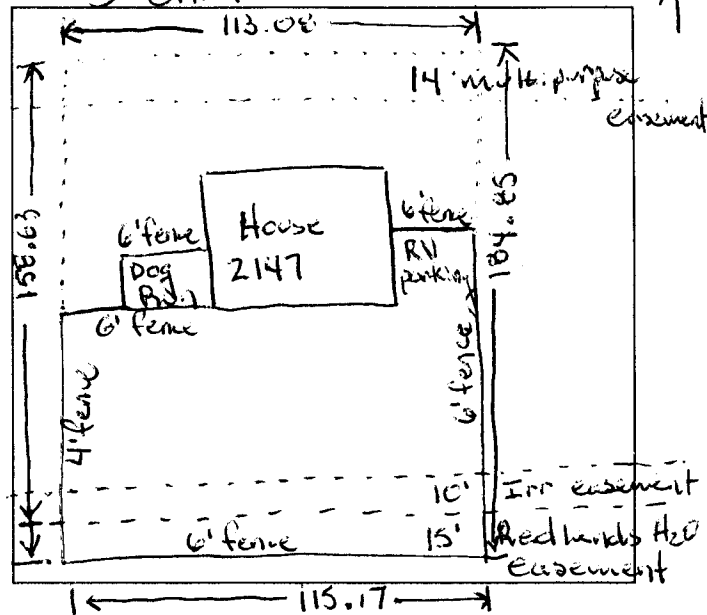 113.08
14' multi. purpose
easement
158.63
184.85
6' fence
House
2147
6' fence
Dog
Run
RV
parking
6' fence
4' fence
6' fence
10' Irr easement
6' fence
15' Redlands H2O
easement
115.17